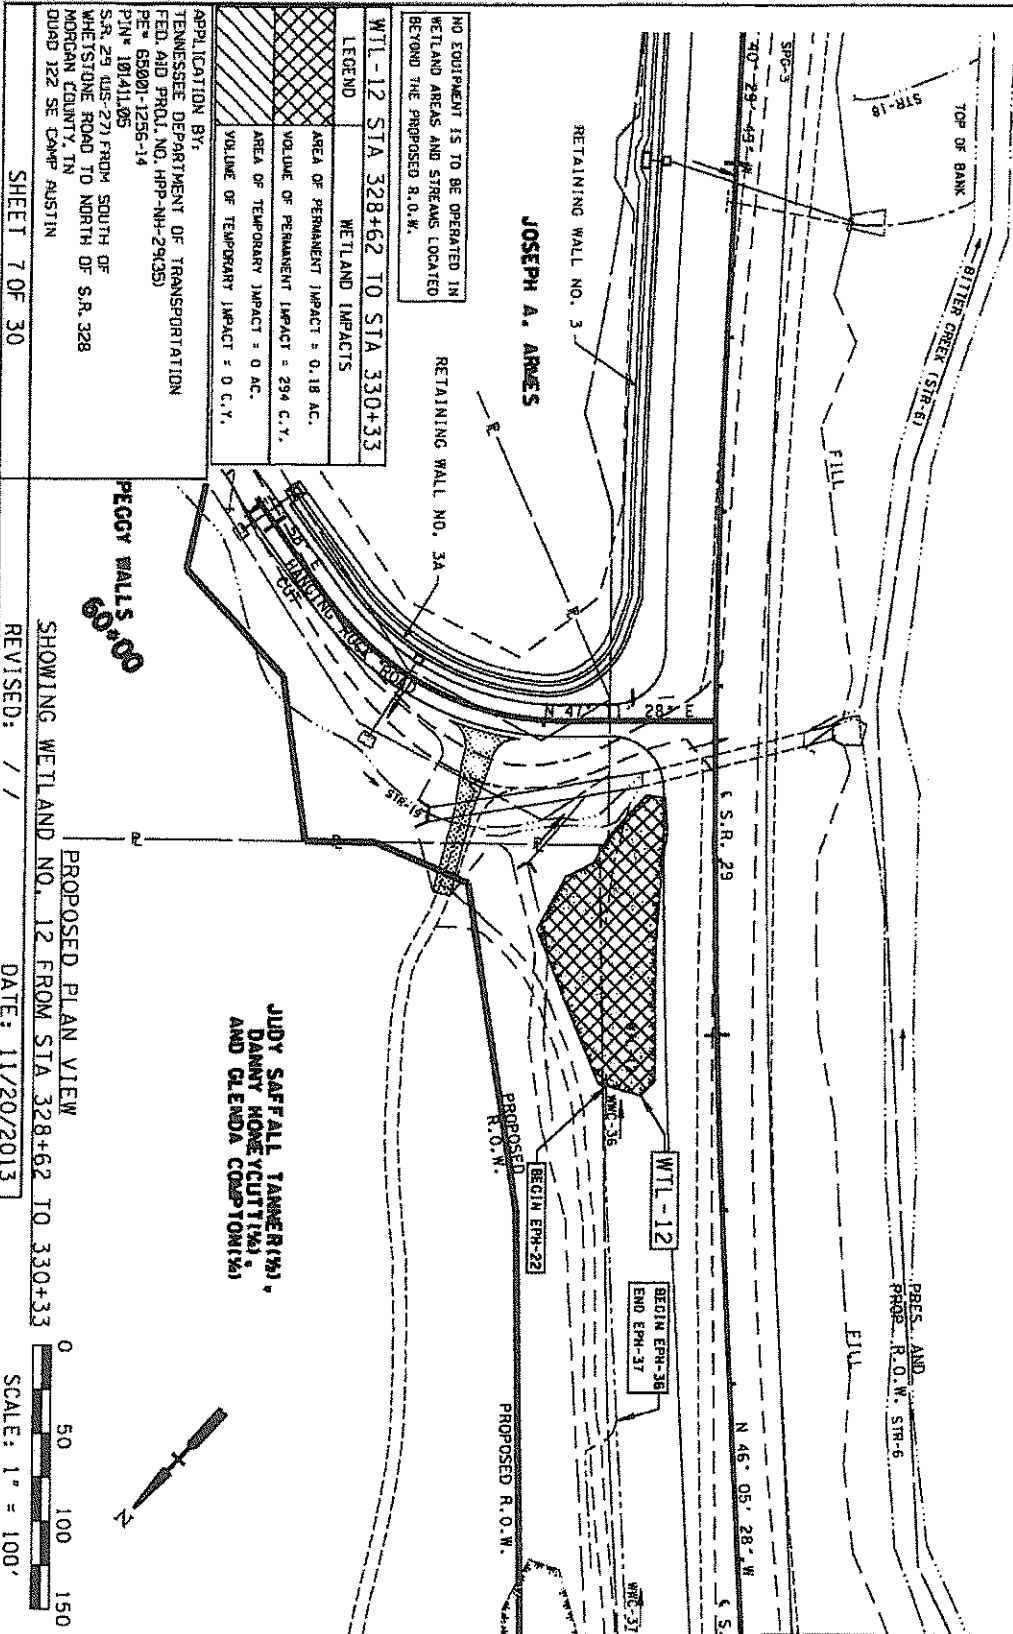 TOP OF BANK
STR-18
SPG-3
BITTER CREEK (STR-6)
FILL
RETAINING WALL NO. 3
JOSEPH A. ARMES
NO EQUIPMENT IS TO BE OPERATED IN
WETLAND AREAS AND STREAMS LOCATED
BEYOND THE PROPOSED R.O.W.
WTL-12 STA 328+62 TO STA 330+33
LEGEND
WETLAND IMPACTS
AREA OF PERMANENT IMPACT = 0.18 AC.
VOLUME OF PERMANENT IMPACT = 294 C.Y.
AREA OF TEMPORARY IMPACT = 0 AC.
VOLUME OF TEMPORARY IMPACT = 0 C.Y.
APPLICATION BY:
TENNESSEE DEPARTMENT OF TRANSPORTATION
FED. AID PROJ. NO. HPP-NH-29(35)
PE# 65001-1256-14
PIN# 101411.05
S.R. 29 (US-27) FROM SOUTH OF
WHETSTONE ROAD TO NORTH OF S.R. 328
MORGAN COUNTY, TN
QUAD 122 SE CAMP AUSTIN
SHEET 7 OF 30
RETAINING WALL NO. 3A
HANGING ROCK ROAD
CUT
PEGGY WALLS
60+00
STR-19
₵ S.R. 29
WTL-12
WWC-36
BEGIN EPH-22
BEGIN EPH-36
END EPH-37
PROPOSED
R.O.W.
PRES. AND
PROP. R.O.W.
STR-6
FILL
N 46° 05' 28" W
WWC-37
PROPOSED R.O.W.
JUDY SAFFALL TANNER(⅓),
DANNY HONEYCUTT(⅓),
AND GLENDA COMPTON(⅓)
N
PROPOSED PLAN VIEW
SHOWING WETLAND NO. 12 FROM STA 328+62 TO 330+33
REVISED: / /
DATE: 11/20/2013
0 50 100 150
SCALE: 1" = 100'